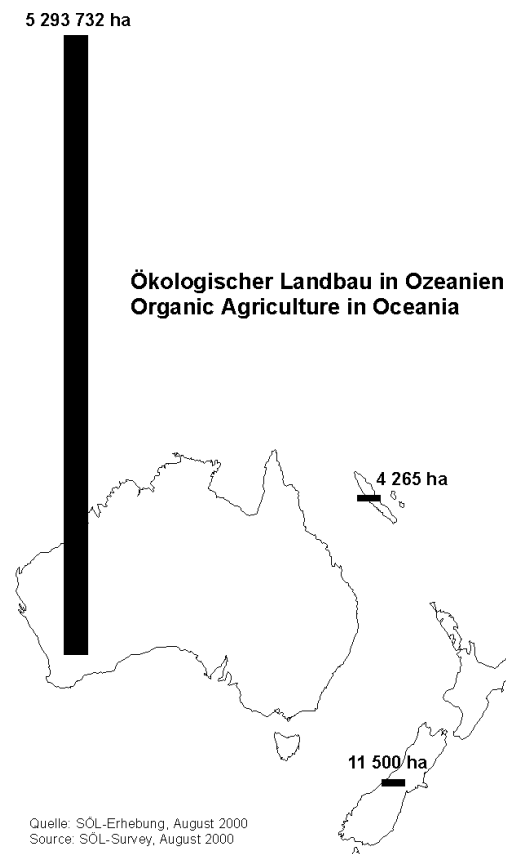 5 293 732 ha
Ökologischer Landbau in Ozeanien
Organic Agriculture in Oceania
4 265 ha
11 500 ha
Quelle: SÖL-Erhebung, August 2000
Source: SÖL-Survey, August 2000